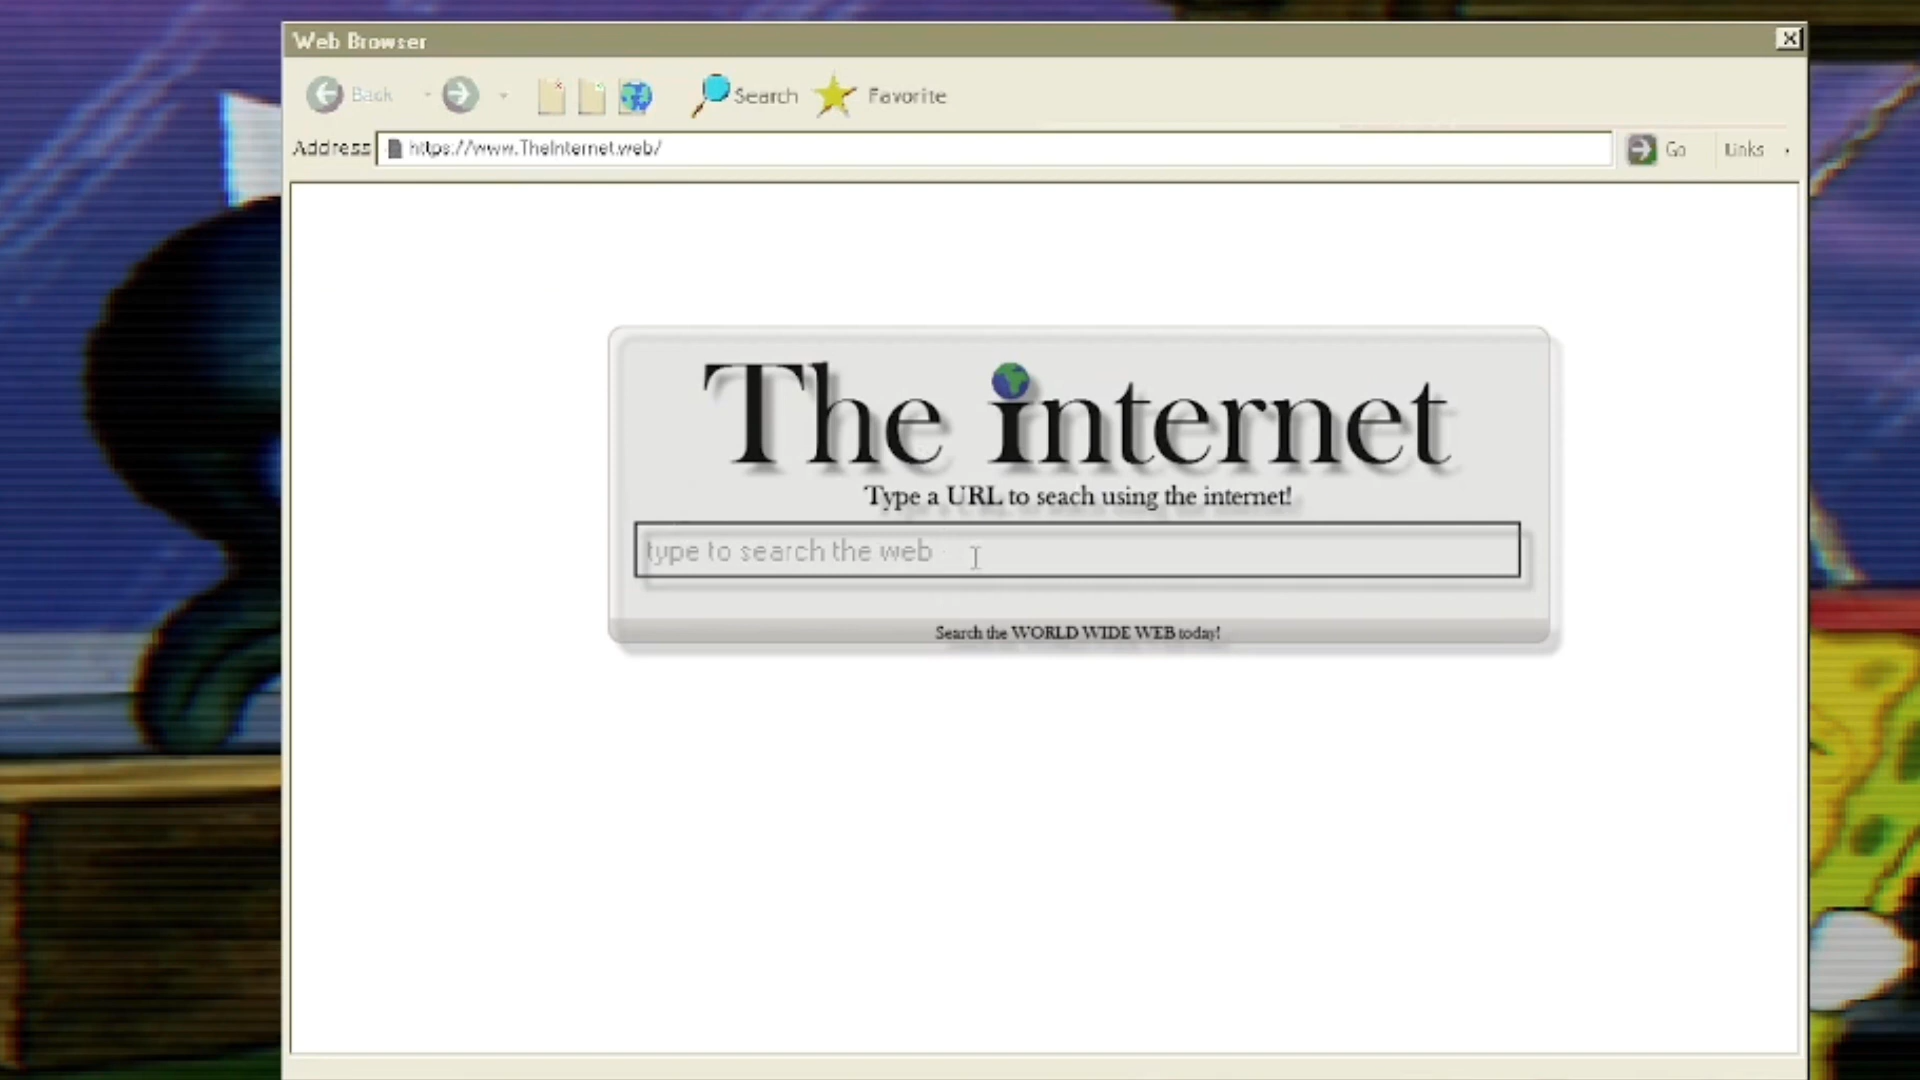 Web Browser
Back
Search
Favorite
Address
https://www.TheInternet.web/
Go
Links
The internet
Type a URL to seach using the internet!
type to search the web
Search the WORLD WIDE WEB today!